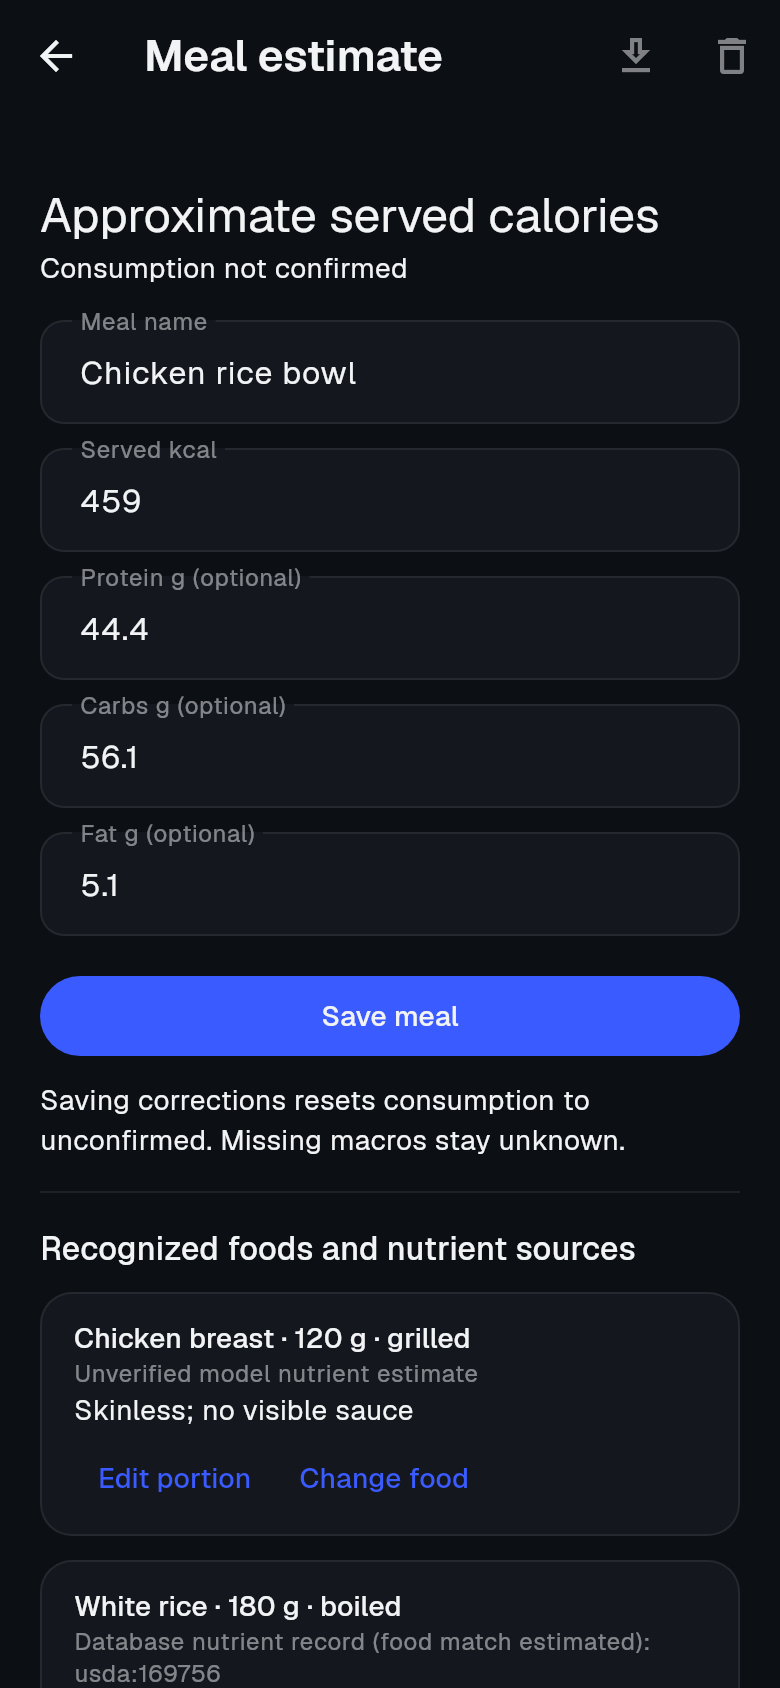 Meal estimate
Approximate served calories
Consumption not confirmed
Meal name
Chicken rice bowl
Served kcal
459
Protein g (optional)
44.4
Carbs g (optional)
56.1
Fat g (optional)
5.1
Save meal
Saving corrections resets consumption to
unconfirmed. Missing macros stay unknown.
Recognized foods and nutrient sources
Chicken breast · 120 g · grilled
Unverified model nutrient estimate
Skinless; no visible sauce
Edit portion Change food
White rice · 180 g · boiled
Database nutrient record (food match estimated):
usda:169756